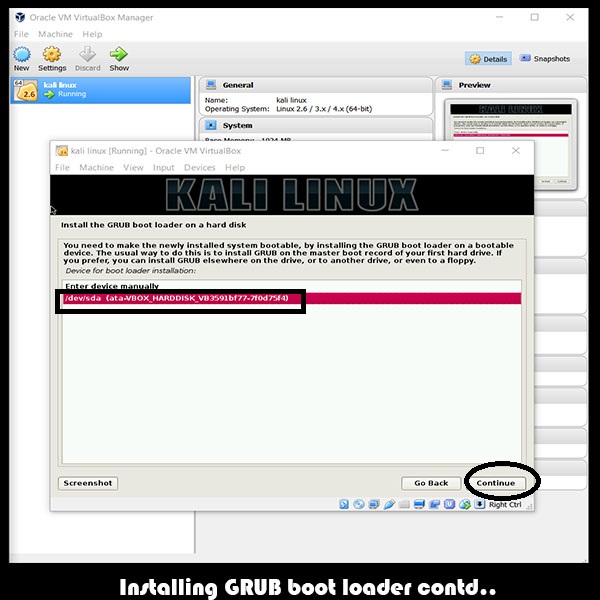 Oracle VM VirtualBox Manager
File Machine Help
New Settings Discard Show
Details Snapshots
64
2.6
kali linux
Running
General
Name: kali linux
Operating System: Linux 2.6 / 3.x / 4.x (64-bit)
System
Preview
kali linux [Running] - Oracle VM VirtualBox
File Machine View Input Devices Help
KALI LINUX
Install the GRUB boot loader on a hard disk
You need to make the newly installed system bootable, by installing the GRUB boot loader on a bootable
device. The usual way to do this is to install GRUB on the master boot record of your first hard drive. If
you prefer, you can install GRUB elsewhere on the drive, or to another drive, or even to a floppy.
Device for boot loader installation:
Enter device manually
/dev/sda (ata-VBOX_HARDDISK_VB3591bf77-7f0d75f4)
Screenshot
Go Back
Continue
Right Ctrl
Installing GRUB boot loader contd..